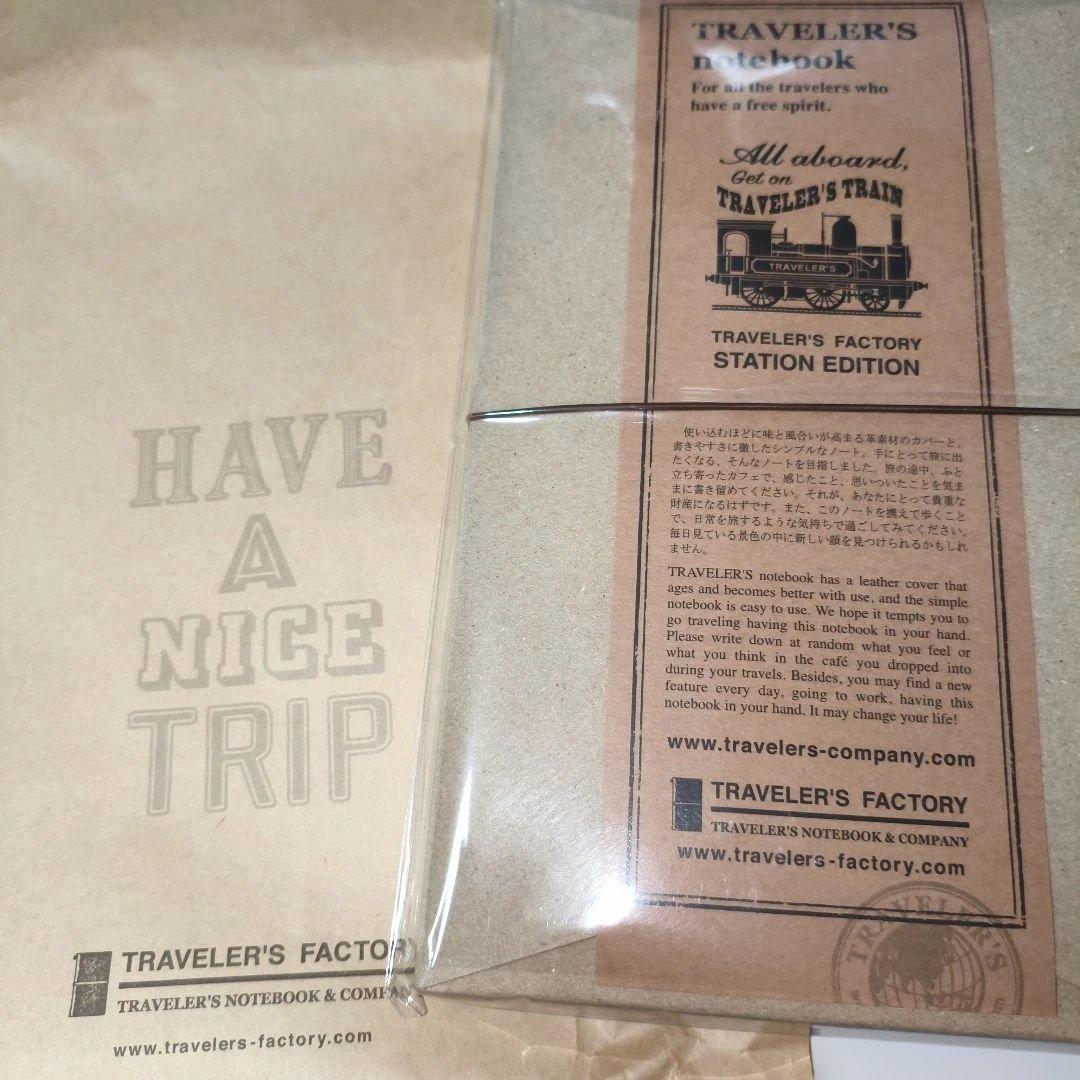 HAVE
A
NICE
TRIP
TRAVELER'S FACTOR
TRAVELER'S NOTEBOOK & COMPAN
www.travelers-factory.com
TRAVELER'S
notebook
For all the travelers who
have a free spirit.
All aboard,
Get on
TRAVELER'S TRAIN
TRAVELER'S
TRAVELER'S FACTORY
STATION EDITION
使い込むほどに味と風合いが高まる革素材のカバーと、
書きやすさに徹したシンプルなノート。手にとって旅に出
たくなる、そんなノートを目指しました。旅の途中、ふと
立ち寄ったカフェで、感じたこと、思いついたことを気ま
まに書き留めてください。それが、あなたにとって貴重な
財産になるはずです。また、このノートを携えて歩くこと
で、日常を旅するような気持ちで過ごしてみてください。
毎日見ている景色の中に新しい顔を見つけられるかもしれ
ません。
TRAVELER'S notebook has a leather cover that
ages and becomes better with use, and the simple
notebook is easy to use. We hope it tempts you to
go traveling having this notebook in your hand.
Please write down at random what you feel or
what you think in the café you dropped into
during your travels. Besides, you may find a new
feature every day, going to work, having this
notebook in your hand. It may change your life!
www.travelers-company.com
TRAVELER'S FACTORY
TRAVELER'S NOTEBOOK & COMPANY
www.travelers-factory.com
TRAVELER'S